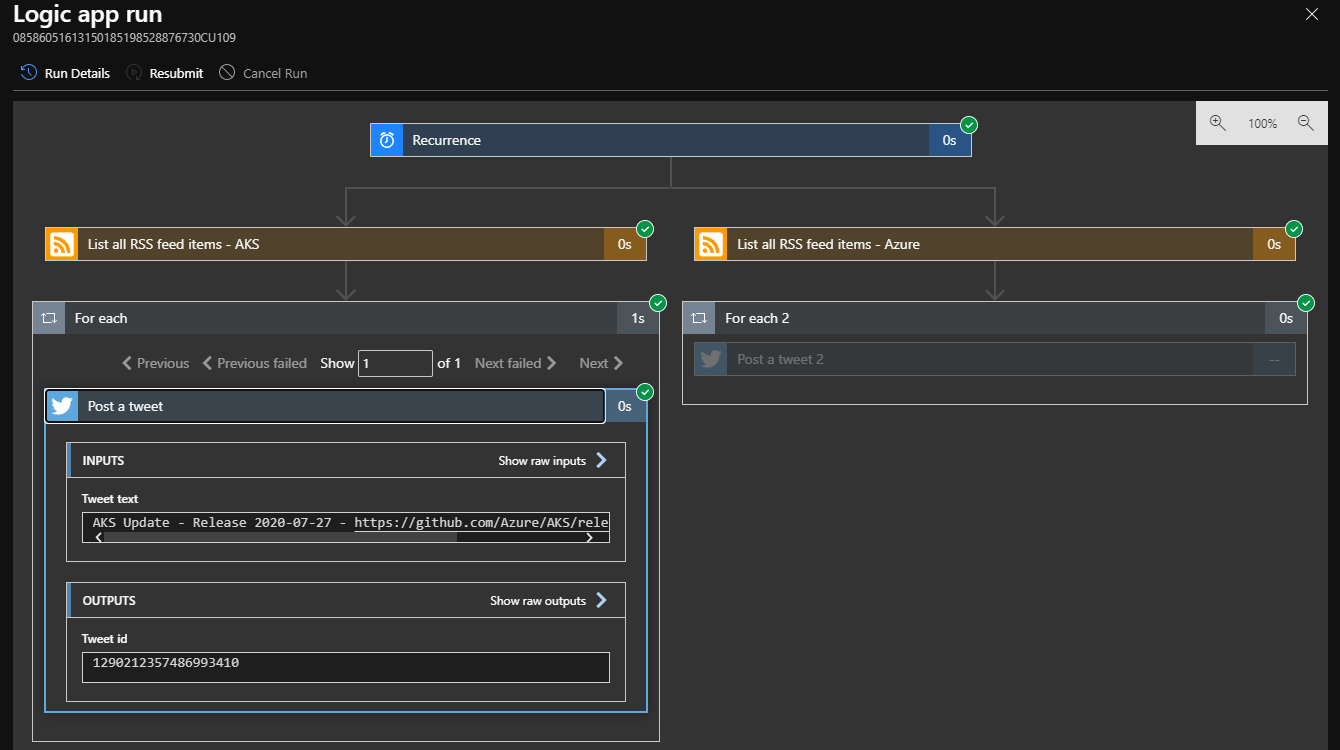 Logic app run
08586051613150185198528876730CU109
Run Details Resubmit Cancel Run
100%
Recurrence 0s
List all RSS feed items - AKS 0s
List all RSS feed items - Azure 0s
For each 1s
For each 2 0s
Previous Previous failed Show 1 of 1 Next failed Next
Post a tweet 2 --
Post a tweet 0s
INPUTS Show raw inputs
Tweet text
AKS Update - Release 2020-07-27 - https://github.com/Azure/AKS/rele
OUTPUTS Show raw outputs
Tweet id
1290212357486993410